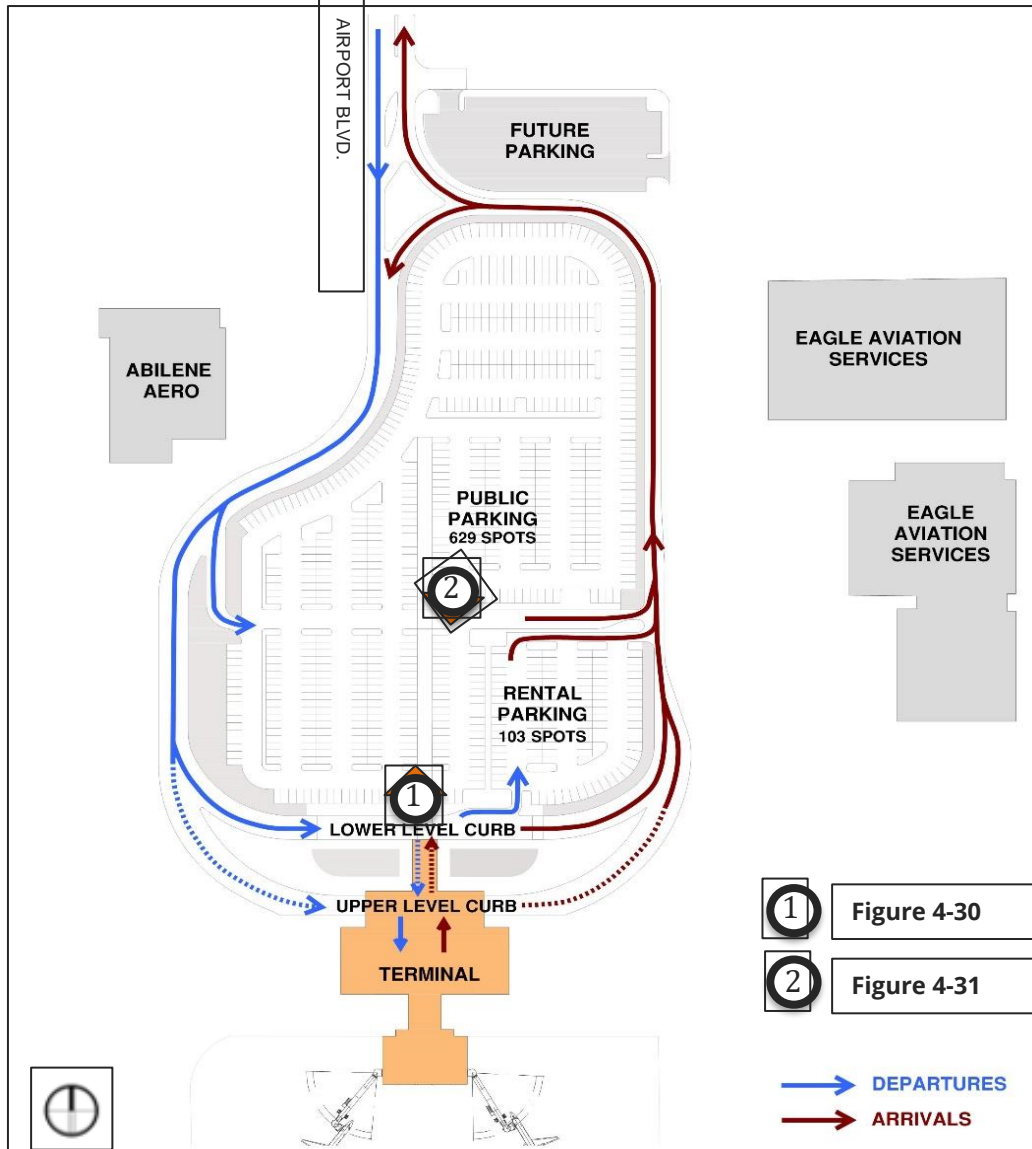 AIRPORT BLVD.
FUTURE
PARKING
ABILENE
AERO
EAGLE AVIATION
SERVICES
PUBLIC
PARKING
629 SPOTS
EAGLE
AVIATION
SERVICES
2
RENTAL
PARKING
103 SPOTS
1
LOWER LEVEL CURB
UPPER LEVEL CURB
TERMINAL
1
Figure 4-30
2
Figure 4-31
DEPARTURES
ARRIVALS